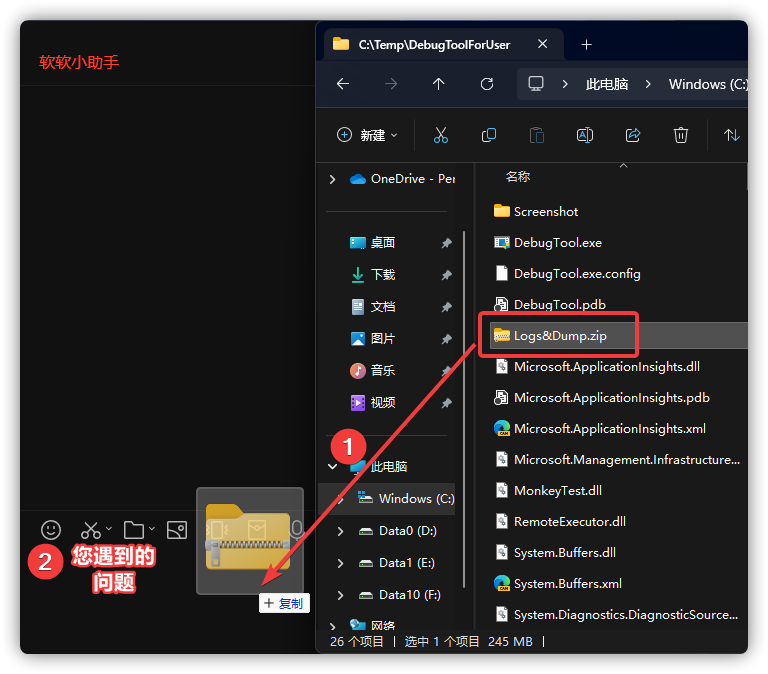 软软小助手
C:\Temp\DebugToolForUser
此电脑
Windows (C:)
新建
名称
OneDrive - Per
桌面
下载
文档
图片
音乐
视频
此电脑
Windows (C:)
Data0 (D:)
Data1 (E:)
Data10 (F:)
网络
Screenshot
DebugTool.exe
DebugTool.exe.config
DebugTool.pdb
Logs&Dump.zip
Microsoft.ApplicationInsights.dll
Microsoft.ApplicationInsights.pdb
Microsoft.ApplicationInsights.xml
Microsoft.Management.Infrastructure...
MonkeyTest.dll
RemoteExecutor.dll
System.Buffers.dll
System.Buffers.xml
System.Diagnostics.DiagnosticSource...
1
2
您遇到的
问题
+ 复制
26 个项目 | 选中 1 个项目 245 MB |